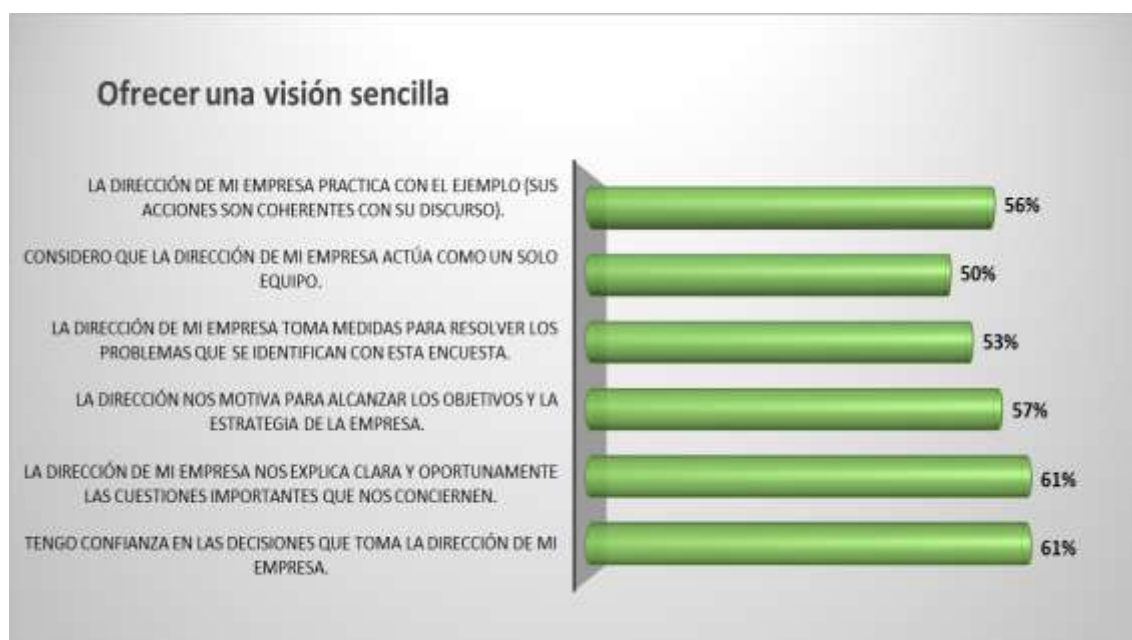 Ofrecer una visión sencilla
LA DIRECCIÓN DE MI EMPRESA PRACTICA CON EL EJEMPLO (SUS
ACCIONES SON COHERENTES CON SU DISCURSO).
56%
CONSIDERO QUE LA DIRECCIÓN DE MI EMPRESA ACTÚA COMO UN SOLO
EQUIPO.
50%
LA DIRECCIÓN DE MI EMPRESA TOMA MEDIDAS PARA RESOLVER LOS
PROBLEMAS QUE SE IDENTIFICAN CON ESTA ENCUESTA.
53%
LA DIRECCIÓN NOS MOTIVA PARA ALCANZAR LOS OBJETIVOS Y LA
ESTRATEGIA DE LA EMPRESA.
57%
LA DIRECCIÓN DE MI EMPRESA NOS EXPLICA CLARA Y OPORTUNAMENTE
LAS CUESTIONES IMPORTANTES QUE NOS CONCIERNEN.
61%
TENGO CONFIANZA EN LAS DECISIONES QUE TOMA LA DIRECCIÓN DE MI
EMPRESA.
61%